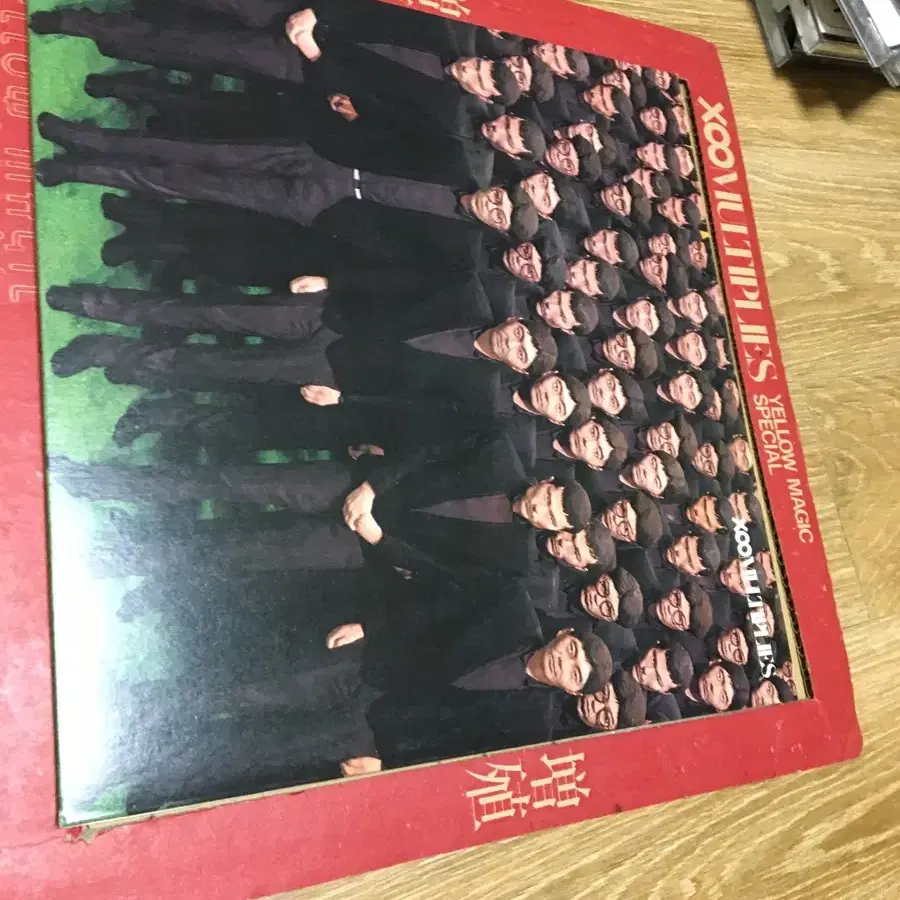 X∞MULTIPLIES
YELLOW MAGIC
SPECIAL
X∞MULTIPLIES
増殖